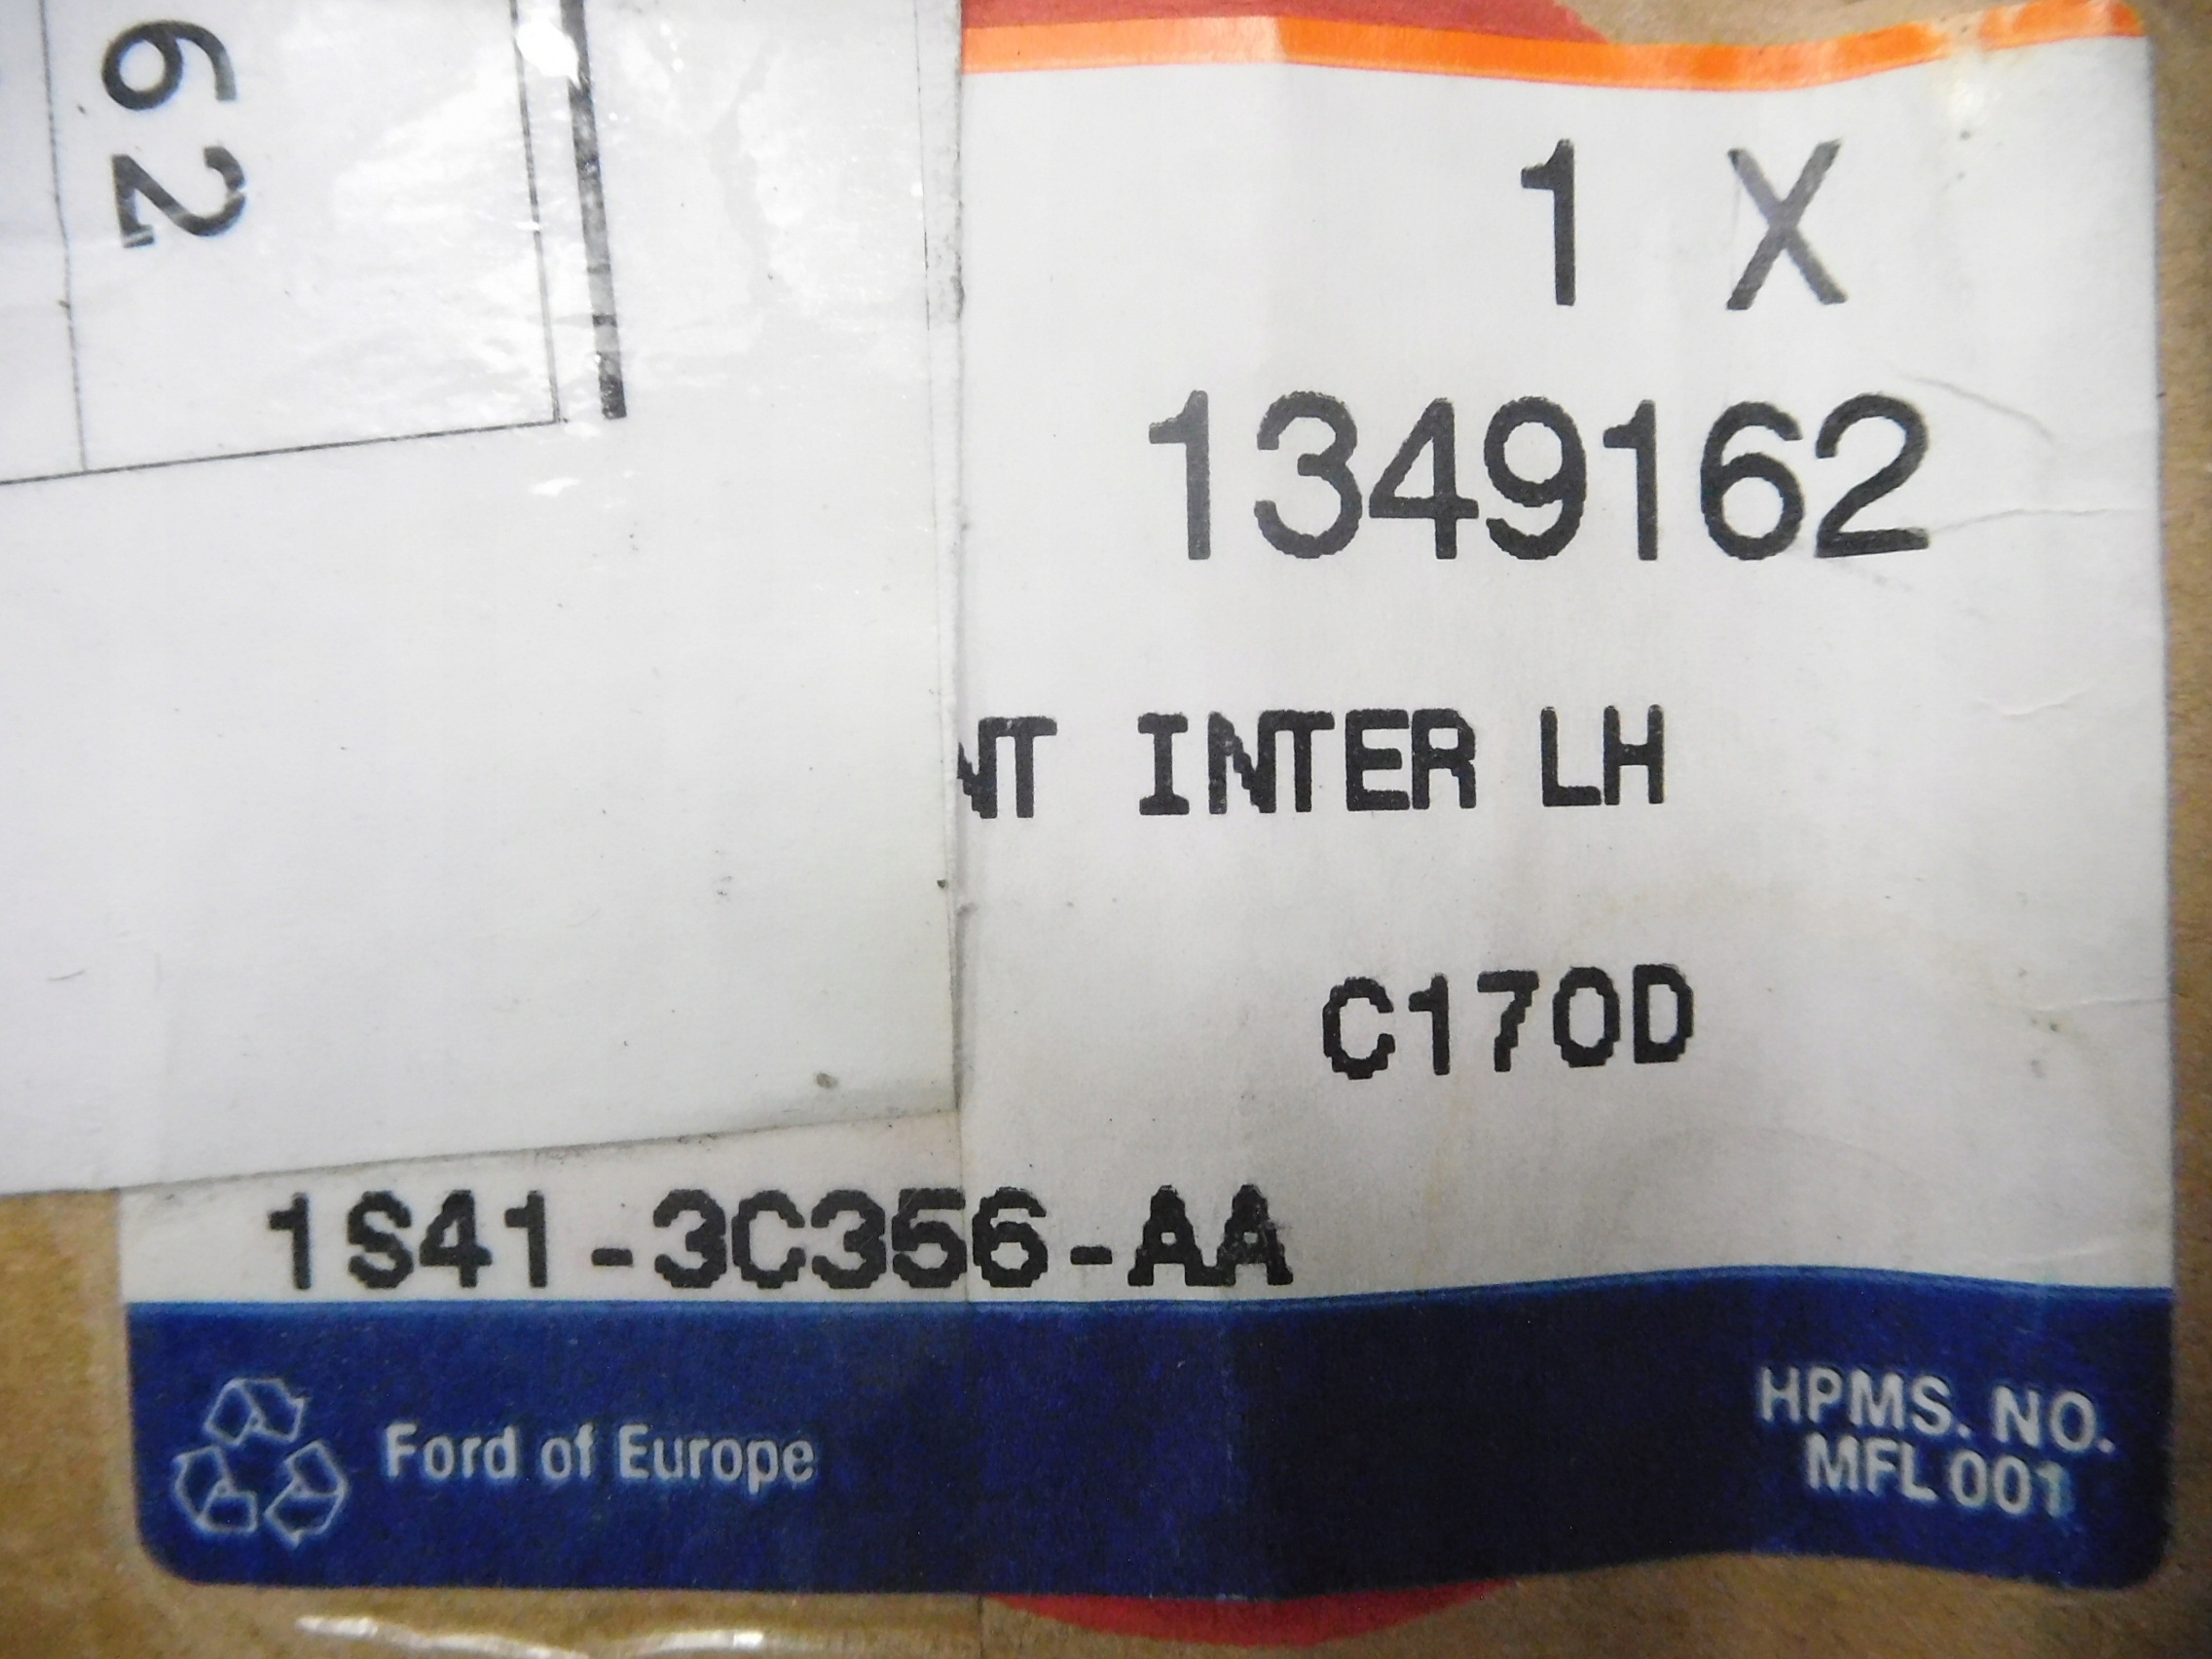 62
1 X
1349162
NT INTER LH
C170D
1S41-3C356-AA
Ford of Europe
HPMS. NO.
MFL 001